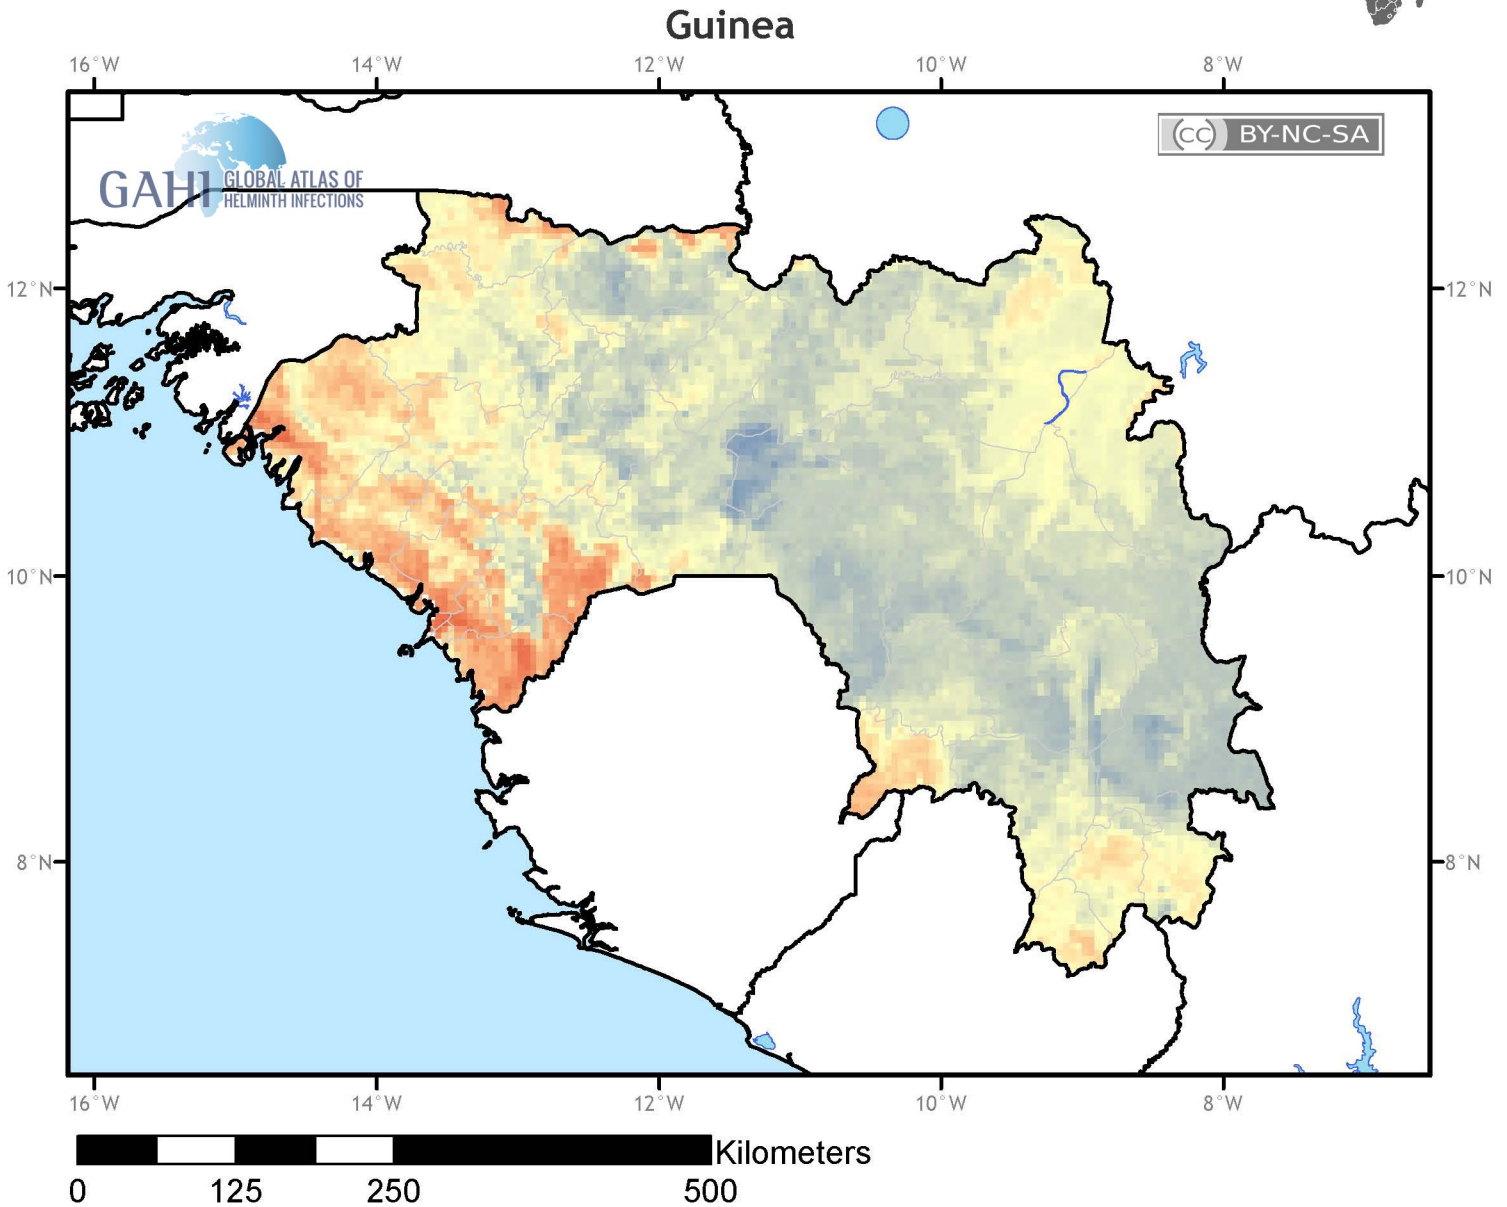 Guinea
16°W 14°W 12°W 10°W 8°W
GAHI GLOBAL ATLAS OF
HELMINTH INFECTIONS
(cc) BY-NC-SA
12°N 12°N
10°N 10°N
8°N 8°N
16°W 14°W 12°W 10°W 8°W
Kilometers
0 125 250 500